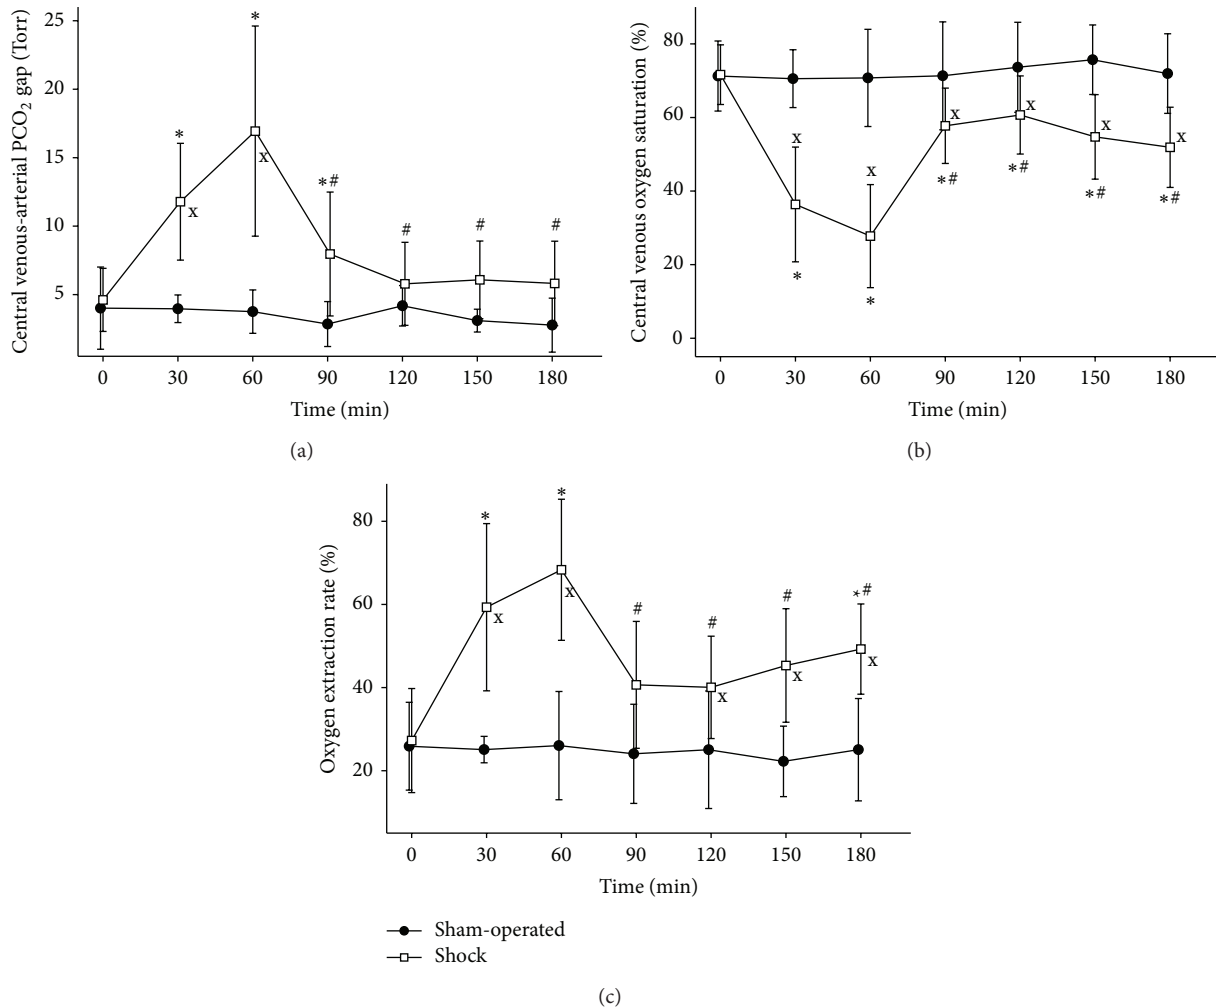 Central venous-arterial PCO₂ gap (Torr)
25
20
15
10
5
* * *# # # #
x x
0 30 60 90 120 150 180
Time (min)
(a)
Central venous oxygen saturation (%)
80
60
40
20
0
x x x x x x
* * *# *# *# *#
0 30 60 90 120 150 180
Time (min)
(b)
Oxygen extraction rate (%)
80
60
40
20
* * # # # *#
x x x x x
0 30 60 90 120 150 180
Time (min)
Sham-operated
Shock
(c)